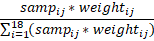 samp_ij * weight_ij
∑_{i=1}^{18}(samp_ij * weight_ij)